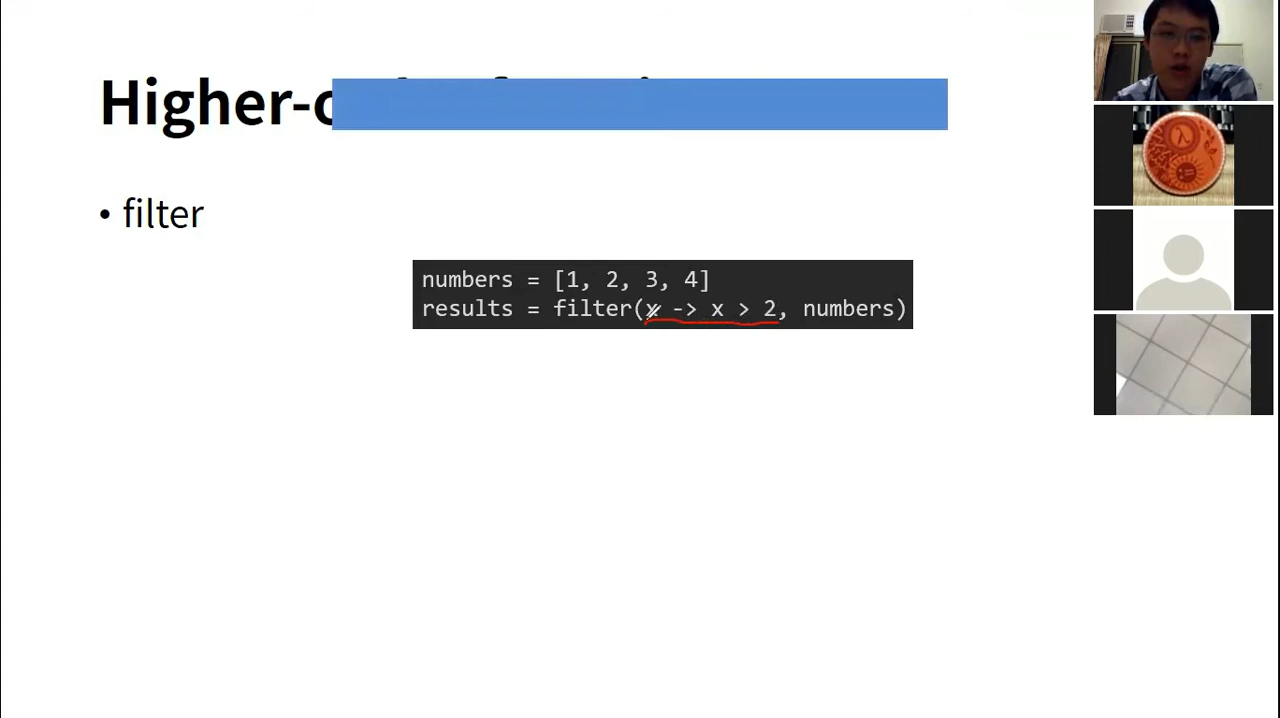 Higher-
• filter
numbers = [1, 2, 3, 4]
results = filter(x -> x > 2, numbers)
λ